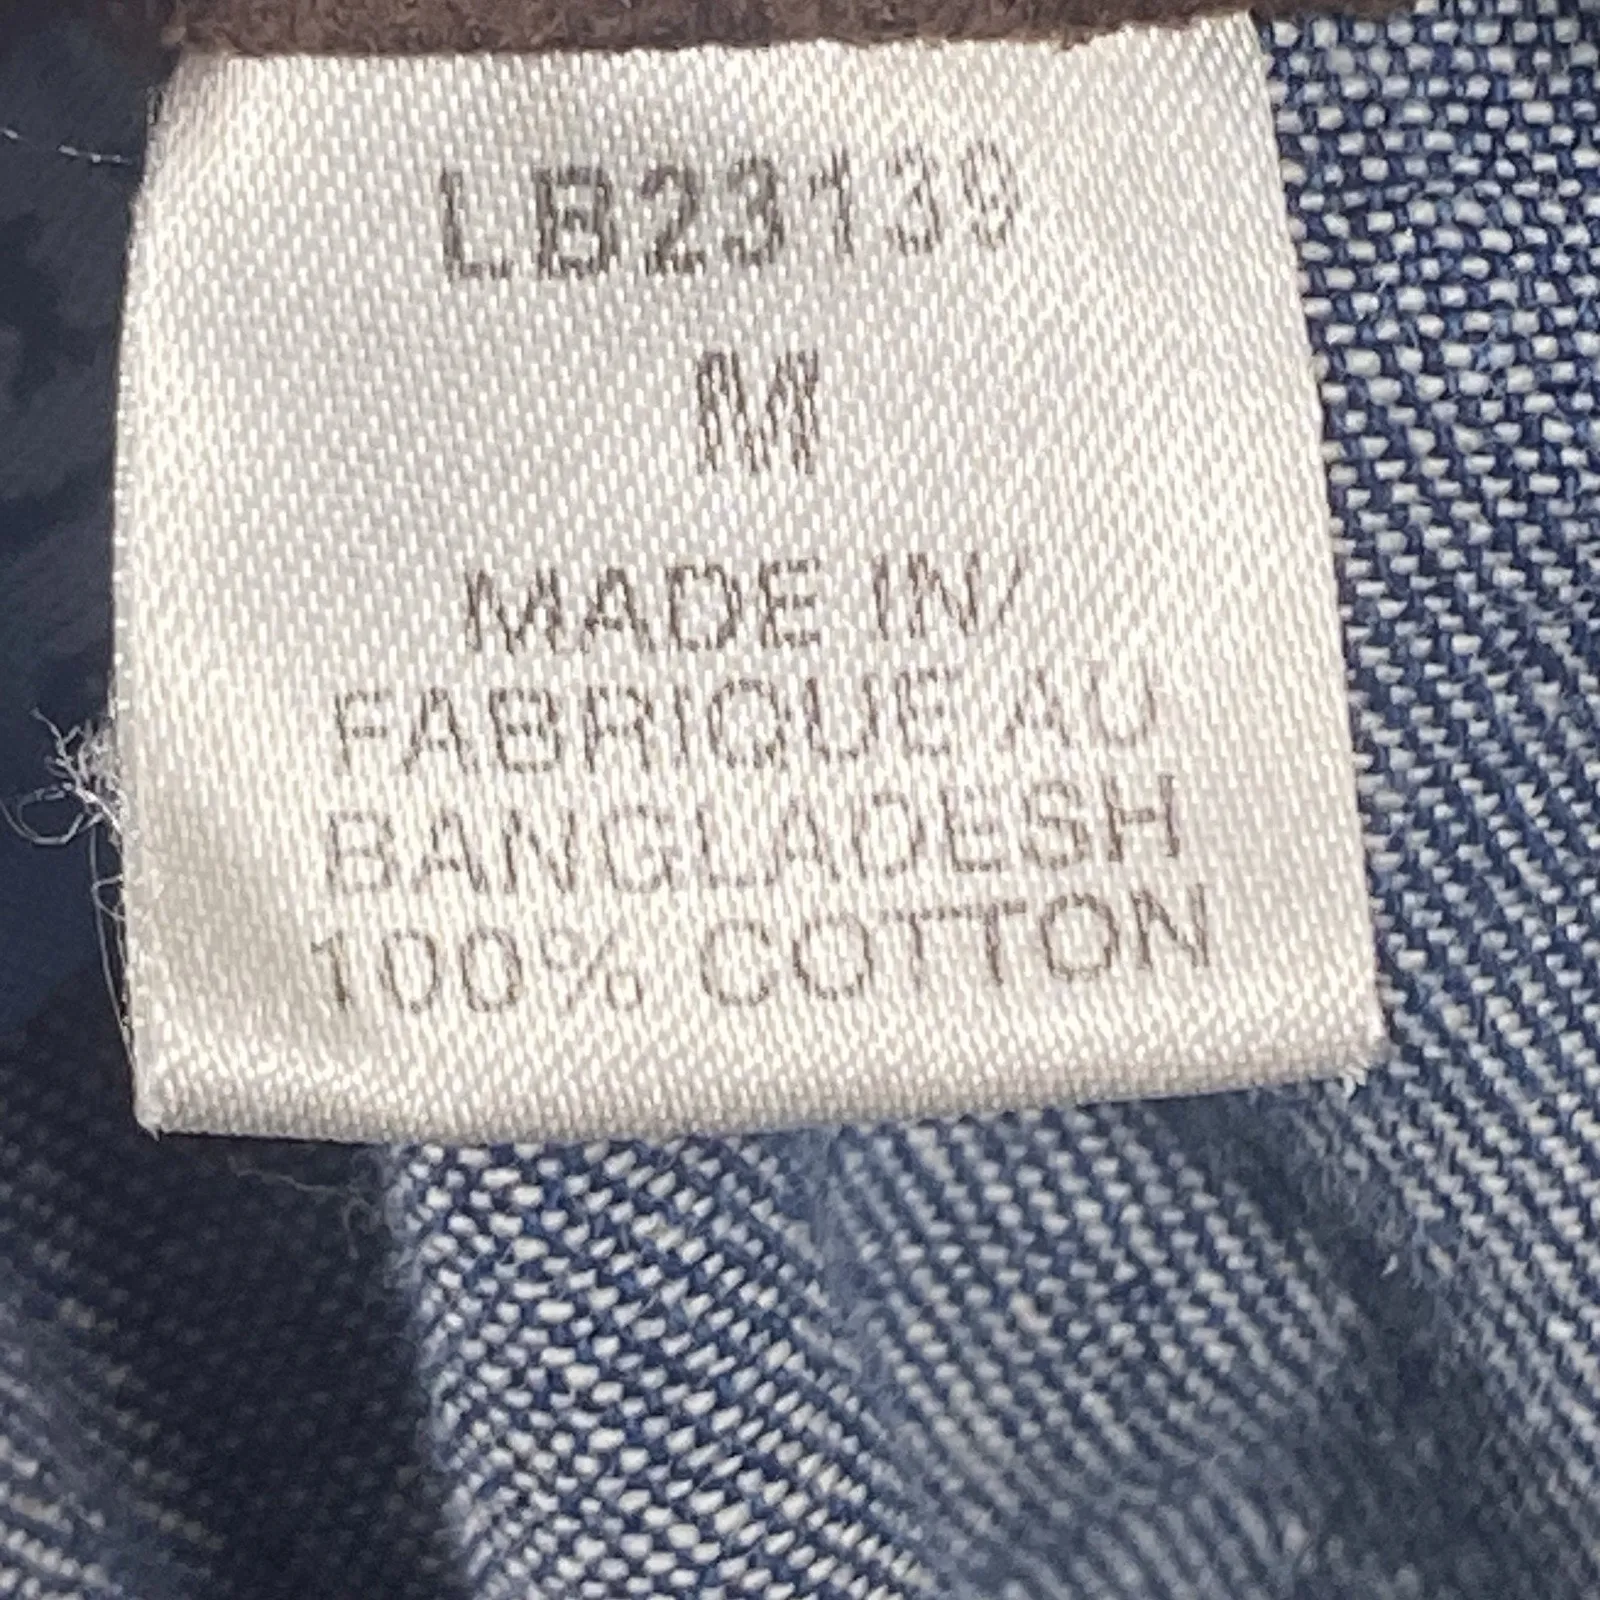 LB23139
M
MADE IN/
FABRIQUE AU
BANGLADESH
100% COTTON